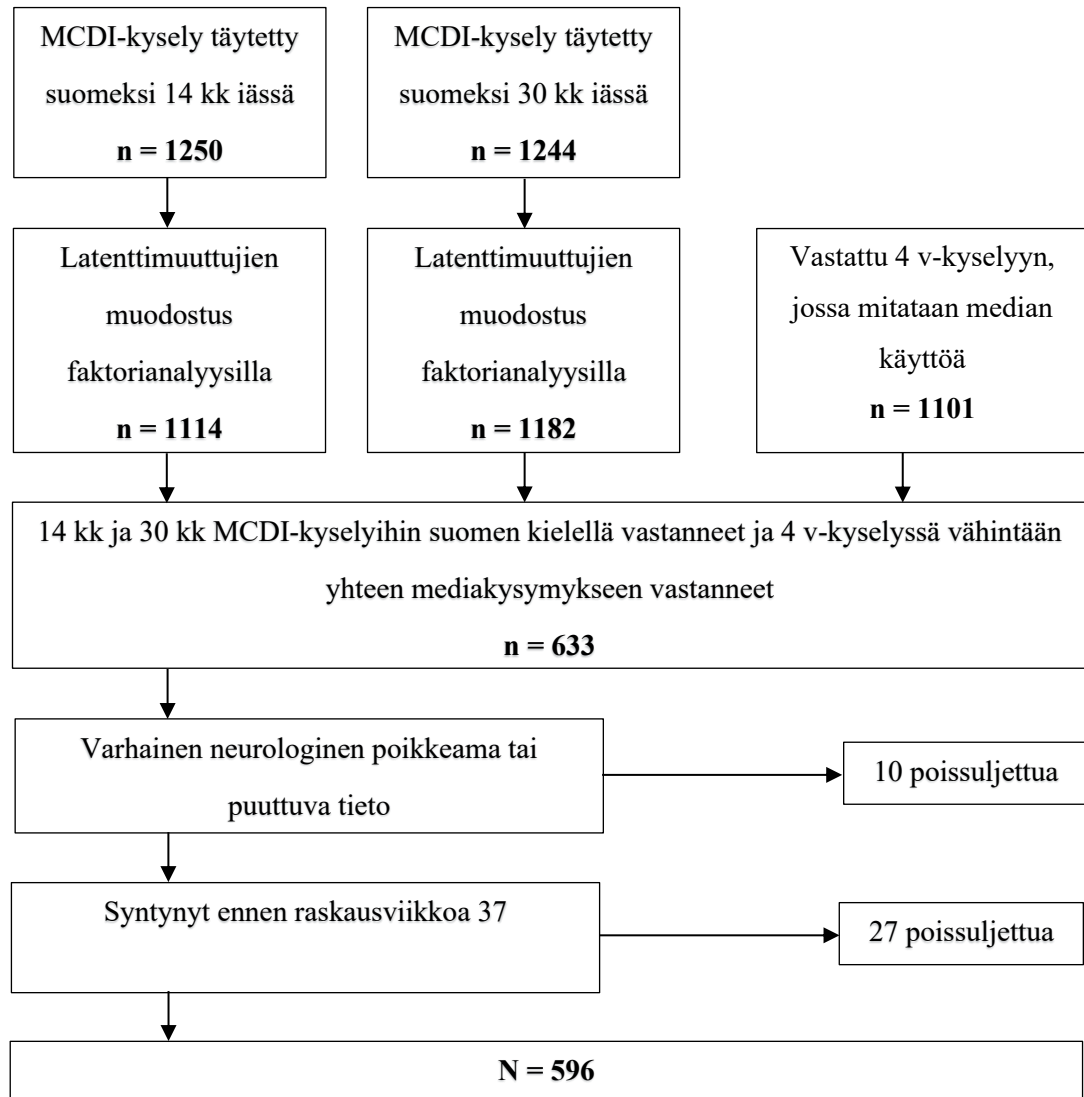 MCDI-kysely täytetty
suomeksi 14 kk iässä
n = 1250
MCDI-kysely täytetty
suomeksi 30 kk iässä
n = 1244
Latenttimuuttujien
muodostus
faktorianalyysilla
n = 1114
Latenttimuuttujien
muodostus
faktorianalyysilla
n = 1182
Vastattu 4 v-kyselyyn,
jossa mitataan median
käyttöä
n = 1101
14 kk ja 30 kk MCDI-kyselyihin suomen kielellä vastanneet ja 4 v-kyselyssä vähintään
yhteen mediakysymykseen vastanneet
n = 633
Varhainen neurologinen poikkeama tai
puuttuva tieto
10 poissuljettua
Syntynyt ennen raskausviikkoa 37
27 poissuljettua
N = 596